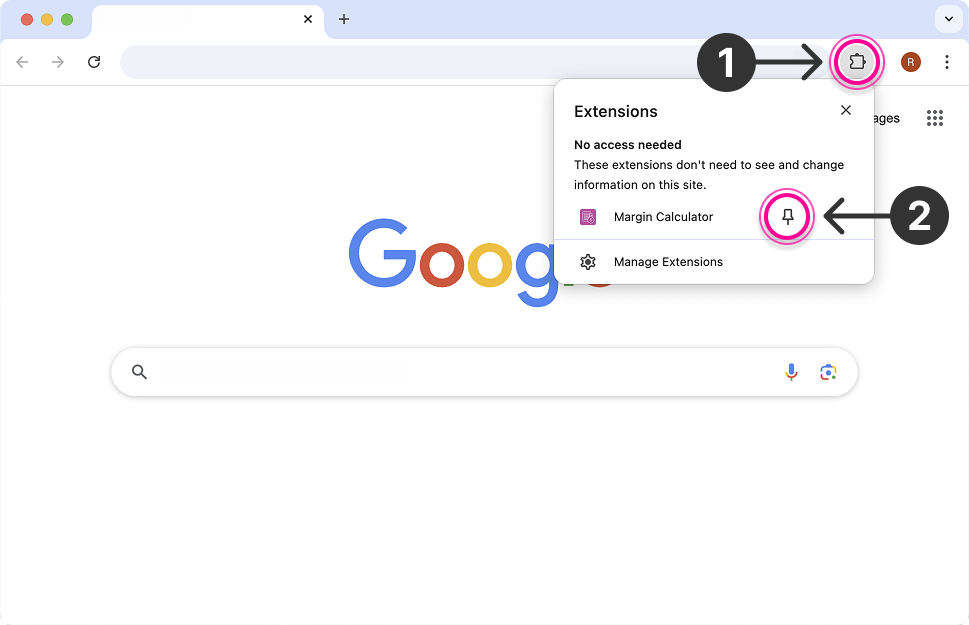 1
R
Extensions
ages
No access needed
These extensions don't need to see and change
information on this site.
Margin Calculator
2
Manage Extensions
Goog